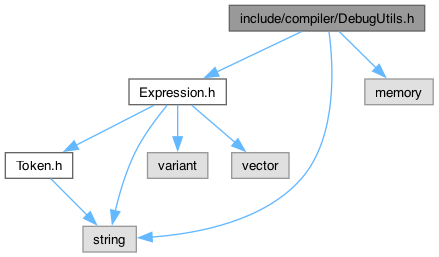 include/compiler/DebugUtils.h
Expression.h
memory
Token.h
variant
vector
string